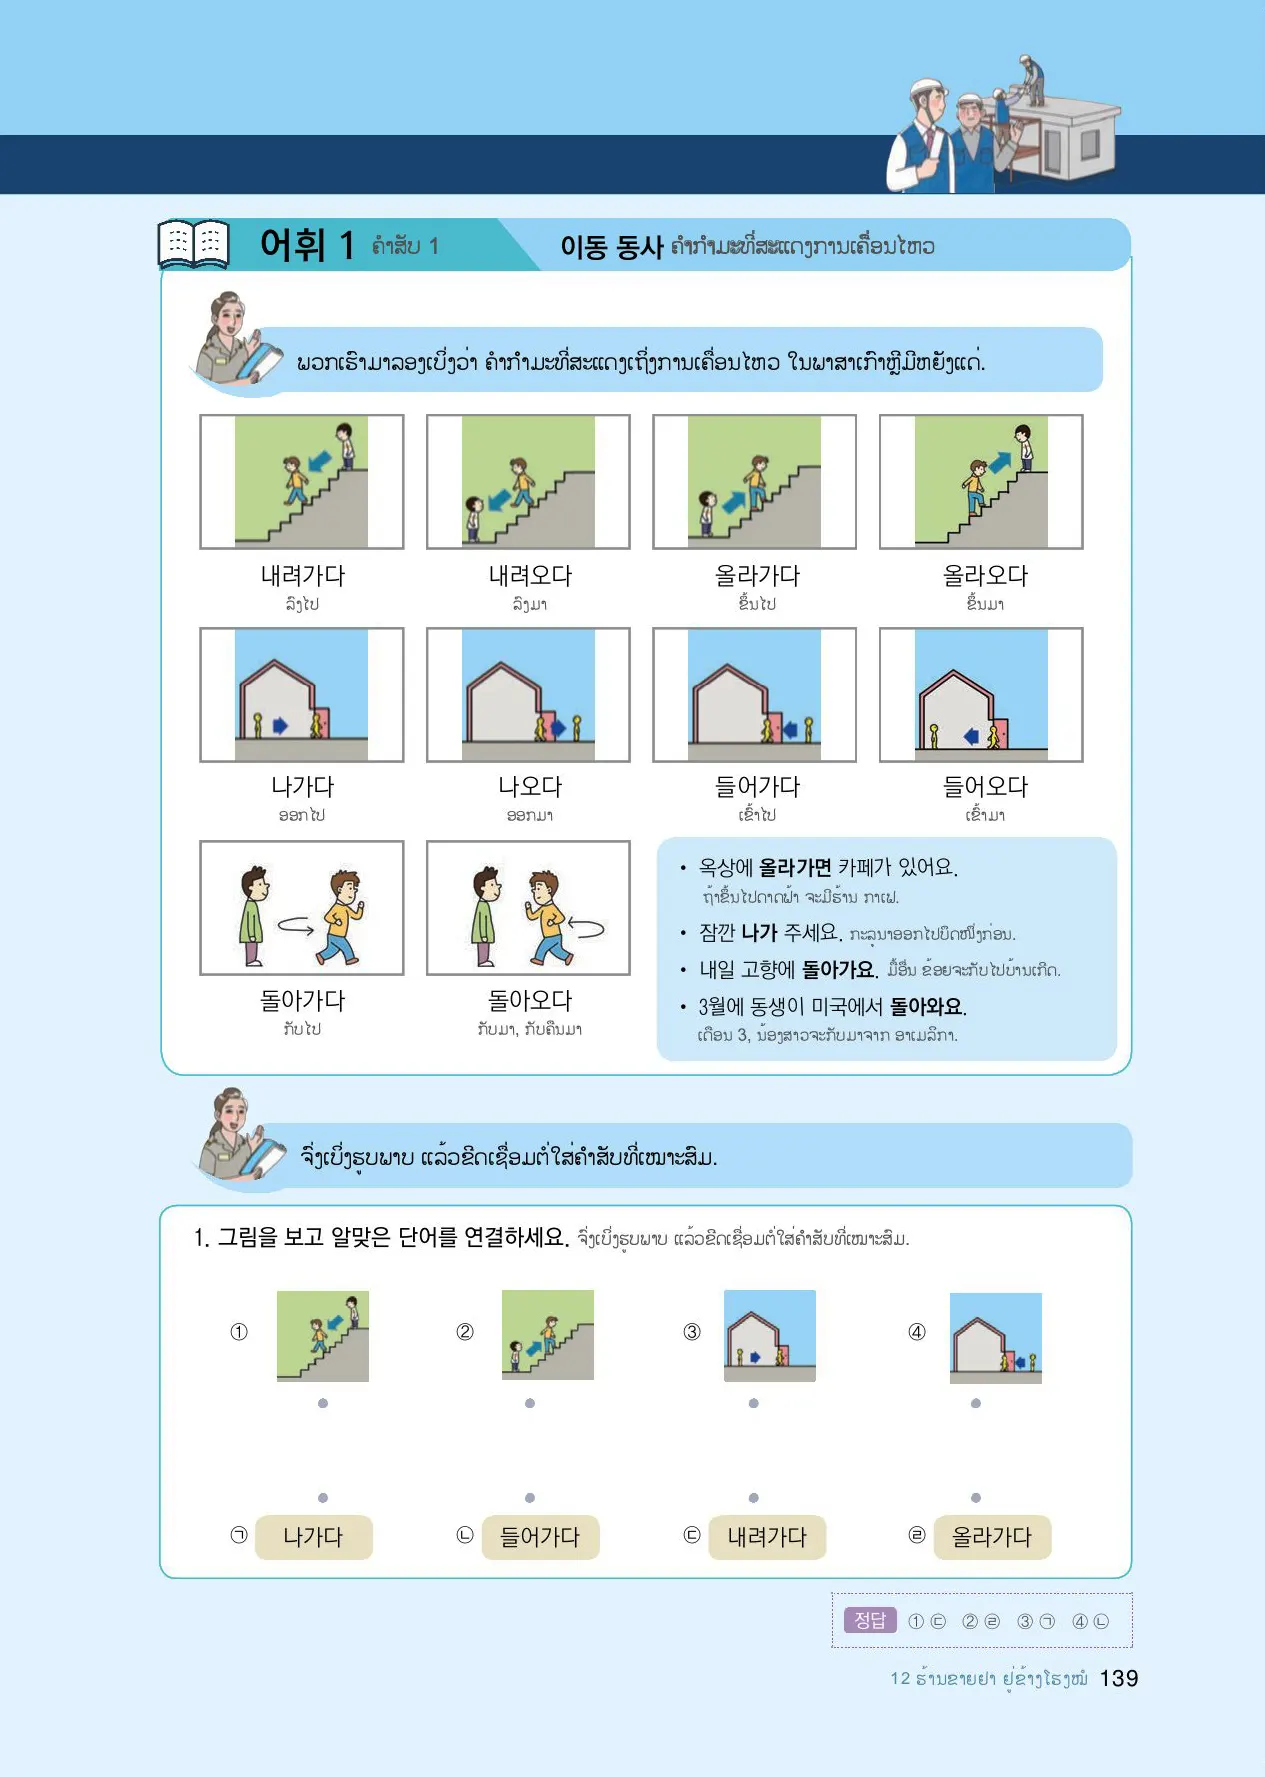 어휘 1 ຄຳສັບ 1 이동 동사 ຄຳກຳມະທີ່ສະແດງການເຄື່ອນໄຫວ
ພວກເຮົາມາລອງເບິ່ງວ່າ ຄຳກຳມະທີ່ສະແດງເຖິ່ງການເຄື່ອນໄຫວ ໃນພາສາເກົາຫຼີມີຫຍັງແດ່.
내려가다 내려오다 올라가다 올라오다
ລົງໄປ ລົງມາ ຂຶ້ນໄປ ຂຶ້ນມາ
나가다 나오다 들어가다 들어오다
ອອກໄປ ອອກມາ ເຂົ້າໄປ ເຂົ້າມາ
돌아가다 돌아오다
ກັບໄປ ກັບມາ, ກັບຄືນມາ
• 옥상에 올라가면 카페가 있어요.
ຖ້າຂຶ້ນໄປດາດຟ້າ ຈະມີຮ້ານ ກາເຟ.
• 잠깐 나가 주세요. ກະລຸນາອອກໄປບຶດໜຶ່ງກ່ອນ.
• 내일 고향에 돌아가요. ມື້ອື່ນ ຂ້ອຍຈະກັບໄປບ້ານເກີດ.
• 3월에 동생이 미국에서 돌아와요.
ເດືອນ 3, ນ້ອງສາວຈະກັບມາຈາກ ອາເມລິກາ.
ຈົ່ງເບິ່ງຮູບພາບ ແລ້ວຂີດເຊື່ອມຕໍ່ໃສ່ຄຳສັບທີ່ເໝາະສົມ.
1. 그림을 보고 알맞은 단어를 연결하세요. ຈົ່ງເບິ່ງຮູບພາບ ແລ້ວຂີດເຊື່ອມຕໍ່ໃສ່ຄຳສັບທີ່ເໝາະສົມ.
① ② ③ ④
㉠ 나가다 ㉡ 들어가다 ㉢ 내려가다 ㉣ 올라가다
정답 ① ㉢ ② ㉣ ③ ㉠ ④ ㉡
12 ຮ້ານຂາຍຢາ ຢູ່ຂ້າງໂຮງໝໍ 139